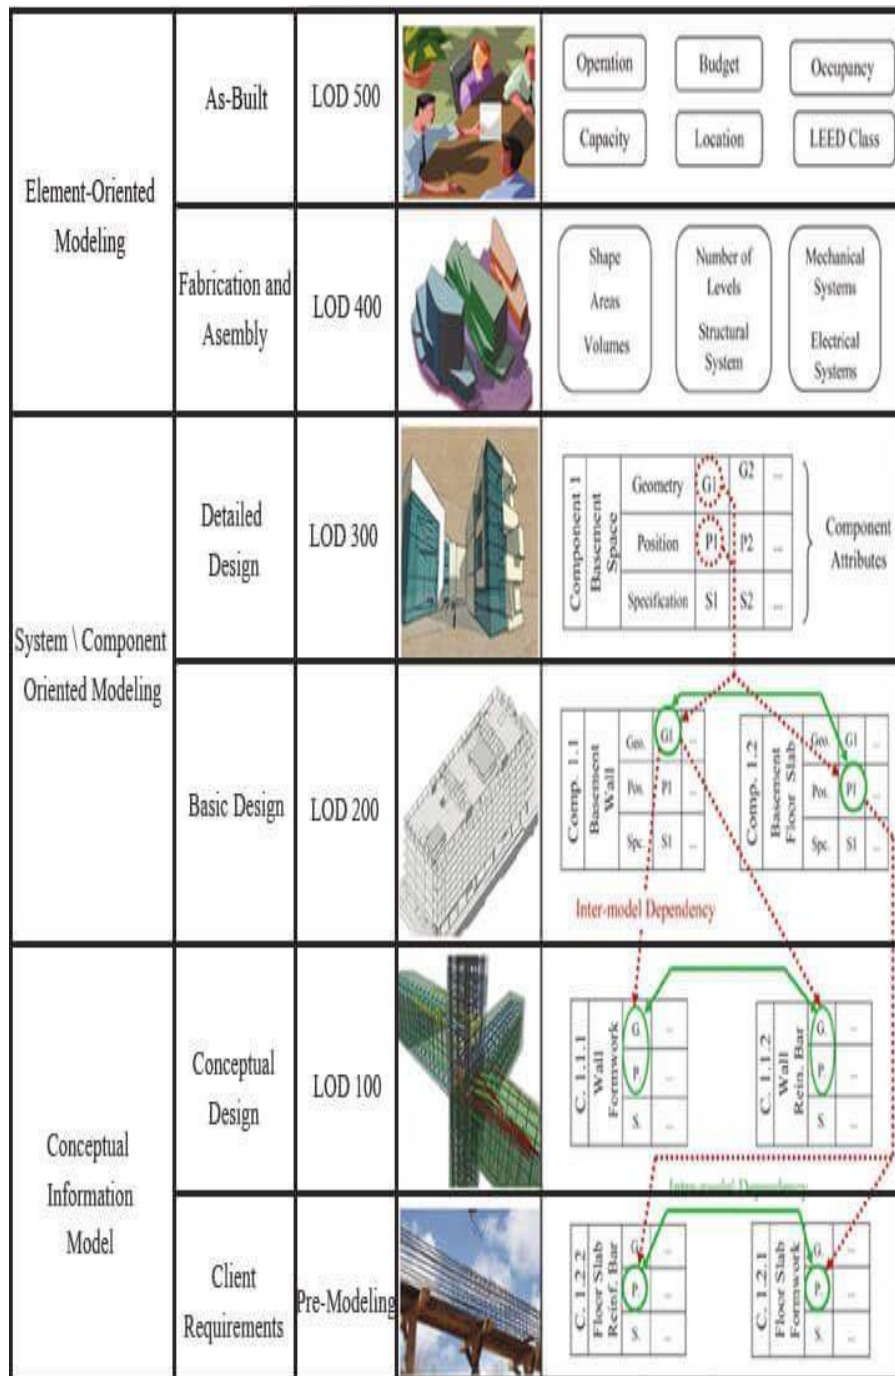 Element-Oriented
Modeling
As-Built
LOD 500
Operation
Budget
Occupancy
Capacity
Location
LEED Class
Fabrication and
Asembly
LOD 400
Shape
Areas
Volumes
Number of
Levels
Structural
System
Mechanical
Systems
Electrical
Systems
System \ Component
Oriented Modeling
Detailed
Design
LOD 300
Component 1
Basement
Space
Geometry G1 G2 ...
Position P1 P2 ...
Specification S1 S2 ...
Component
Attributes
Basic Design
LOD 200
Comp. 1.1
Basement
Wall
Geo. G1 ...
Pos. P1 ...
Spc. S1 ...
Comp. 1.2
Basement
Floor Slab
Geo. G1 ...
Pos. P1 ...
Spc. S1 ...
Inter-model Dependency
Conceptual
Information
Model
Conceptual
Design
LOD 100
C. 1.1.1
Wall
Formwork
G. ...
P. ...
S. ...
C. 1.1.2
Wall
Rein. Bar
G. ...
P. ...
S. ...
Intra-model Dependency
Client
Requirements
Pre-Modeling
C. 1.2.2
Floor Slab
Reinf. Bar
G. ...
P. ...
S. ...
C. 1.2.1
Floor Slab
Formwork
G. ...
P. ...
S. ...